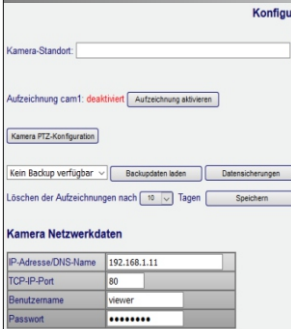 Konfigu
Kamera-Standort:
Aufzeichnung cam1: deaktiviert Aufzeichnung aktivieren
Kamera PTZ-Konfiguration
Kein Backup verfügbar Backupdaten laden Datensicherungen
Löschen der Aufzeichnungen nach 10 Tagen Speichern
Kamera Netzwerkdaten
IP-Adresse/DNS-Name 192.168.1.11
TCP-IP-Port 80
Benutzername viewer
Passwort ••••••••